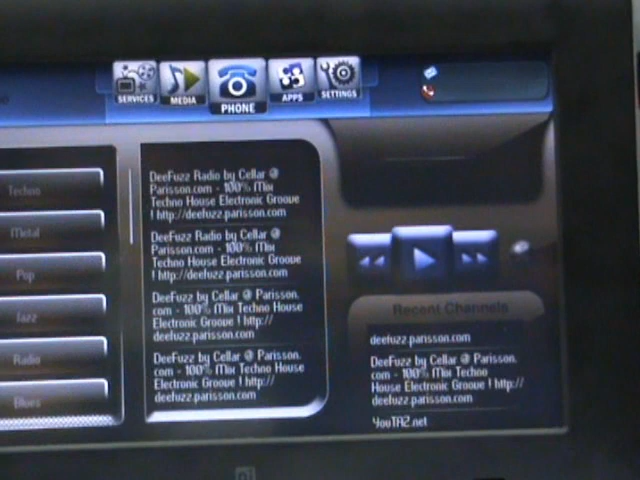 SERVICES
MEDIA
PHONE
APPS
SETTINGS
Techno
Metal
Pop
Jazz
Radio
Blues
DeeFuzz Radio by Cellar @
Parisson.com - 100% Mix
Techno House Electronic Groove
! http://deefuzz.parisson.com
DeeFuzz Radio by Cellar @
Parisson.com - 100% Mix
Techno House Electronic Groove
! http://deefuzz.parisson.com
DeeFuzz by Cellar @ Parisson.
com - 100% Mix Techno House
Electronic Groove ! http://
deefuzz.parisson.com
DeeFuzz by Cellar @ Parisson.
com - 100% Mix Techno House
Electronic Groove ! http://
deefuzz.parisson.com
Recent Channels
deefuzz.parisson.com
DeeFuzz by Cellar @ Parisson.
com - 100% Mix Techno
House Electronic Groove ! http://
deefuzz.parisson.com